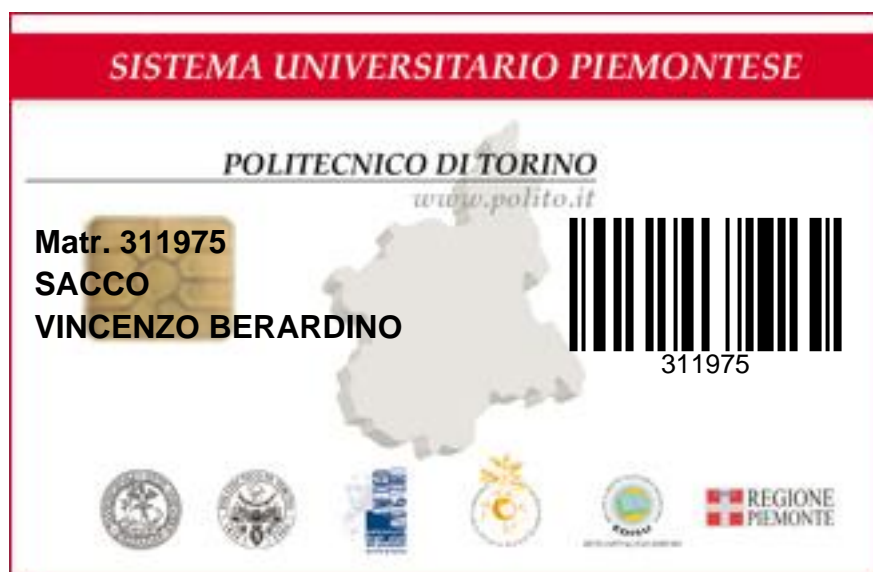 SISTEMA UNIVERSITARIO PIEMONTESE
POLITECNICO DI TORINO
www.polito.it
Matr. 311975
SACCO
VINCENZO BERARDINO
311975
REGIONE
PIEMONTE